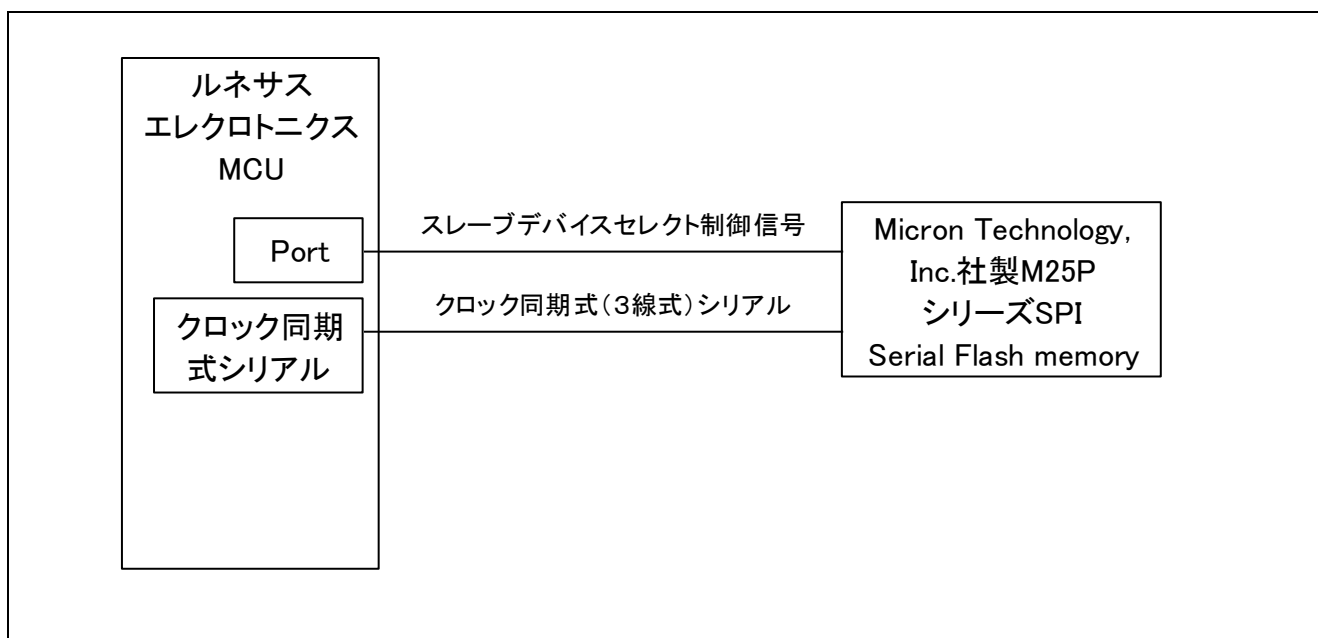 ルネサス
エレクロトニクス
MCU
Port
スレーブデバイスセレクト制御信号
クロック同期式(3線式)シリアル
クロック同期
式シリアル
Micron Technology,
Inc.社製M25P
シリーズSPI
Serial Flash memory